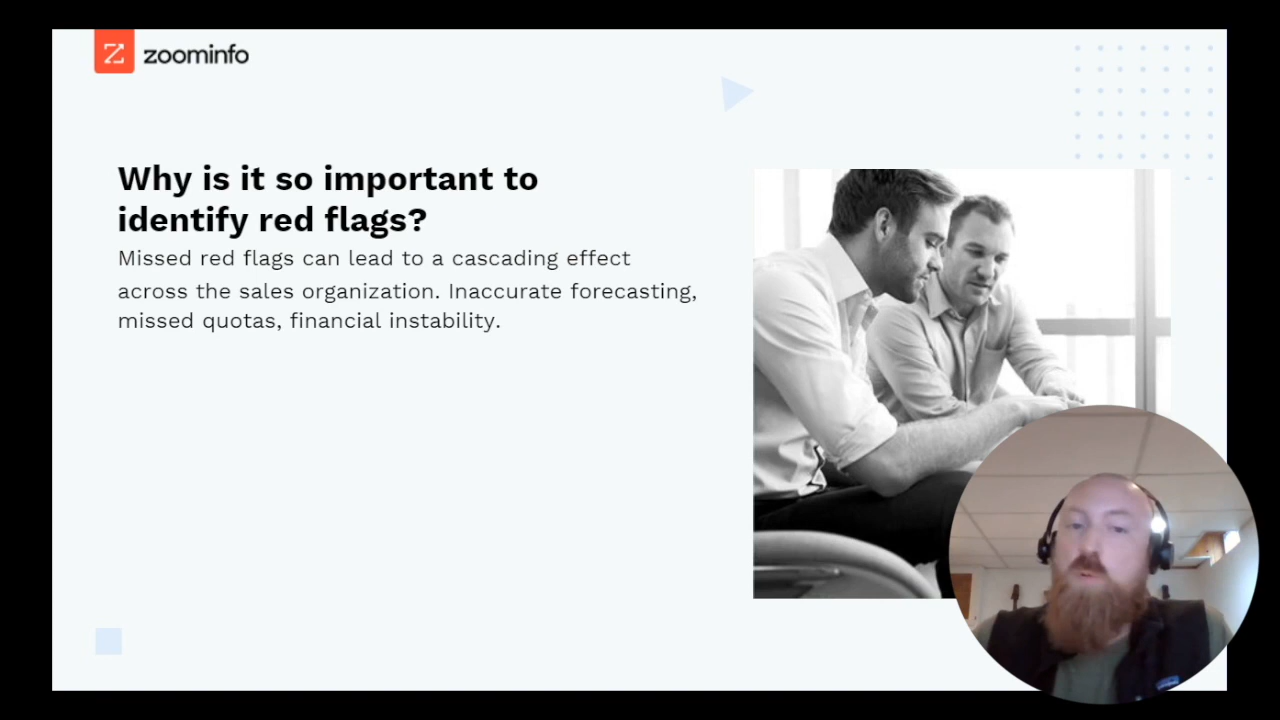 zoominfo
Why is it so important to
identify red flags?
Missed red flags can lead to a cascading effect
across the sales organization. Inaccurate forecasting,
missed quotas, financial instability.